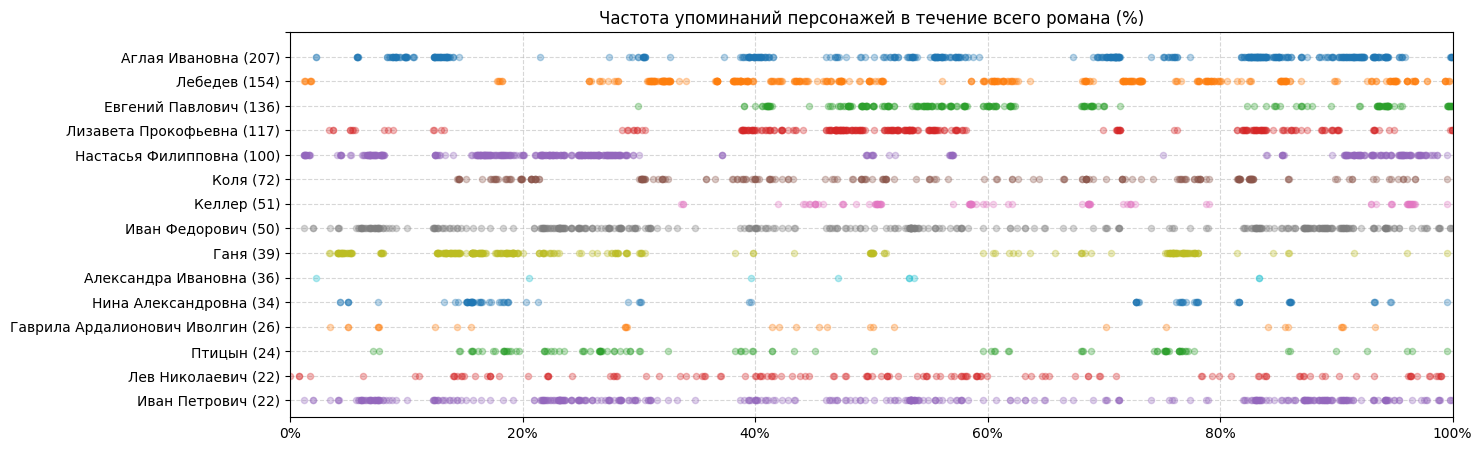 Частота упоминаний персонажей в течение всего романа (%)
Аглая Ивановна (207)
Лебедев (154)
Евгений Павлович (136)
Лизавета Прокофьевна (117)
Настасья Филипповна (100)
Коля (72)
Келлер (51)
Иван Федорович (50)
Ганя (39)
Александра Ивановна (36)
Нина Александровна (34)
Гаврила Ардалионович Иволгин (26)
Птицын (24)
Лев Николаевич (22)
Иван Петрович (22)
0% 20% 40% 60% 80% 100%